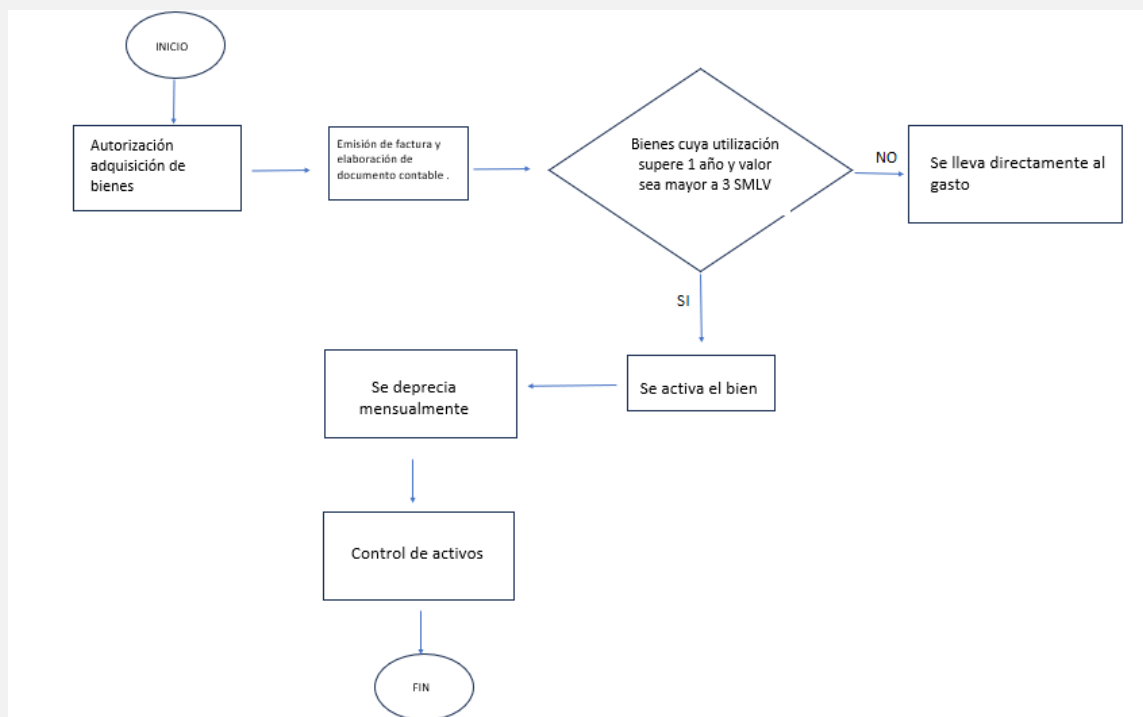 INICIO
Autorización
adquisición de
bienes
Emisión de factura y
elaboración de
documento contable .
Bienes cuya utilización
supere 1 año y valor
sea mayor a 3 SMLV
NO
Se lleva directamente al
gasto
SI
Se activa el bien
Se deprecia
mensualmente
Control de activos
FIN